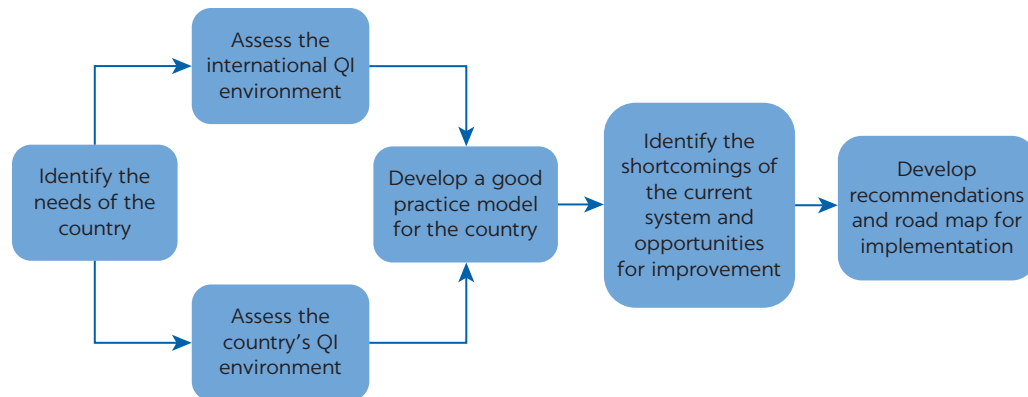 Assess the
international QI
environment
Identify the
needs of the
country
Develop a good
practice model
for the country
Identify the
shortcomings of
the current
system and
opportunities
for improvement
Develop
recommendations
and road map for
implementation
Assess the
country’s QI
environment